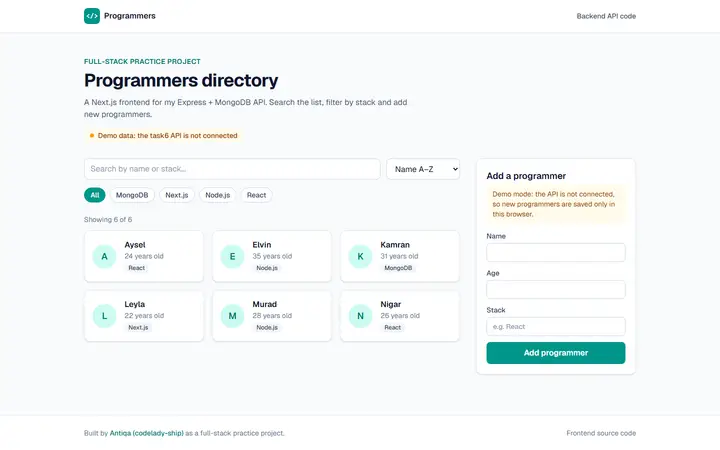 </> Programmers
Backend API code
FULL-STACK PRACTICE PROJECT
Programmers directory
A Next.js frontend for my Express + MongoDB API. Search the list, filter by stack and add
new programmers.
Demo data: the task6 API is not connected
Search by name or stack...
Name A–Z
All
MongoDB
Next.js
Node.js
React
Showing 6 of 6
A
Aysel
24 years old
React
E
Elvin
35 years old
Node.js
K
Kamran
31 years old
MongoDB
L
Leyla
22 years old
Next.js
M
Murad
28 years old
Node.js
N
Nigar
26 years old
React
Add a programmer
Demo mode: the API is not connected,
so new programmers are saved only in
this browser.
Name
Age
Stack
e.g. React
Add programmer
Built by Antiqa (codelady-ship) as a full-stack practice project.
Frontend source code